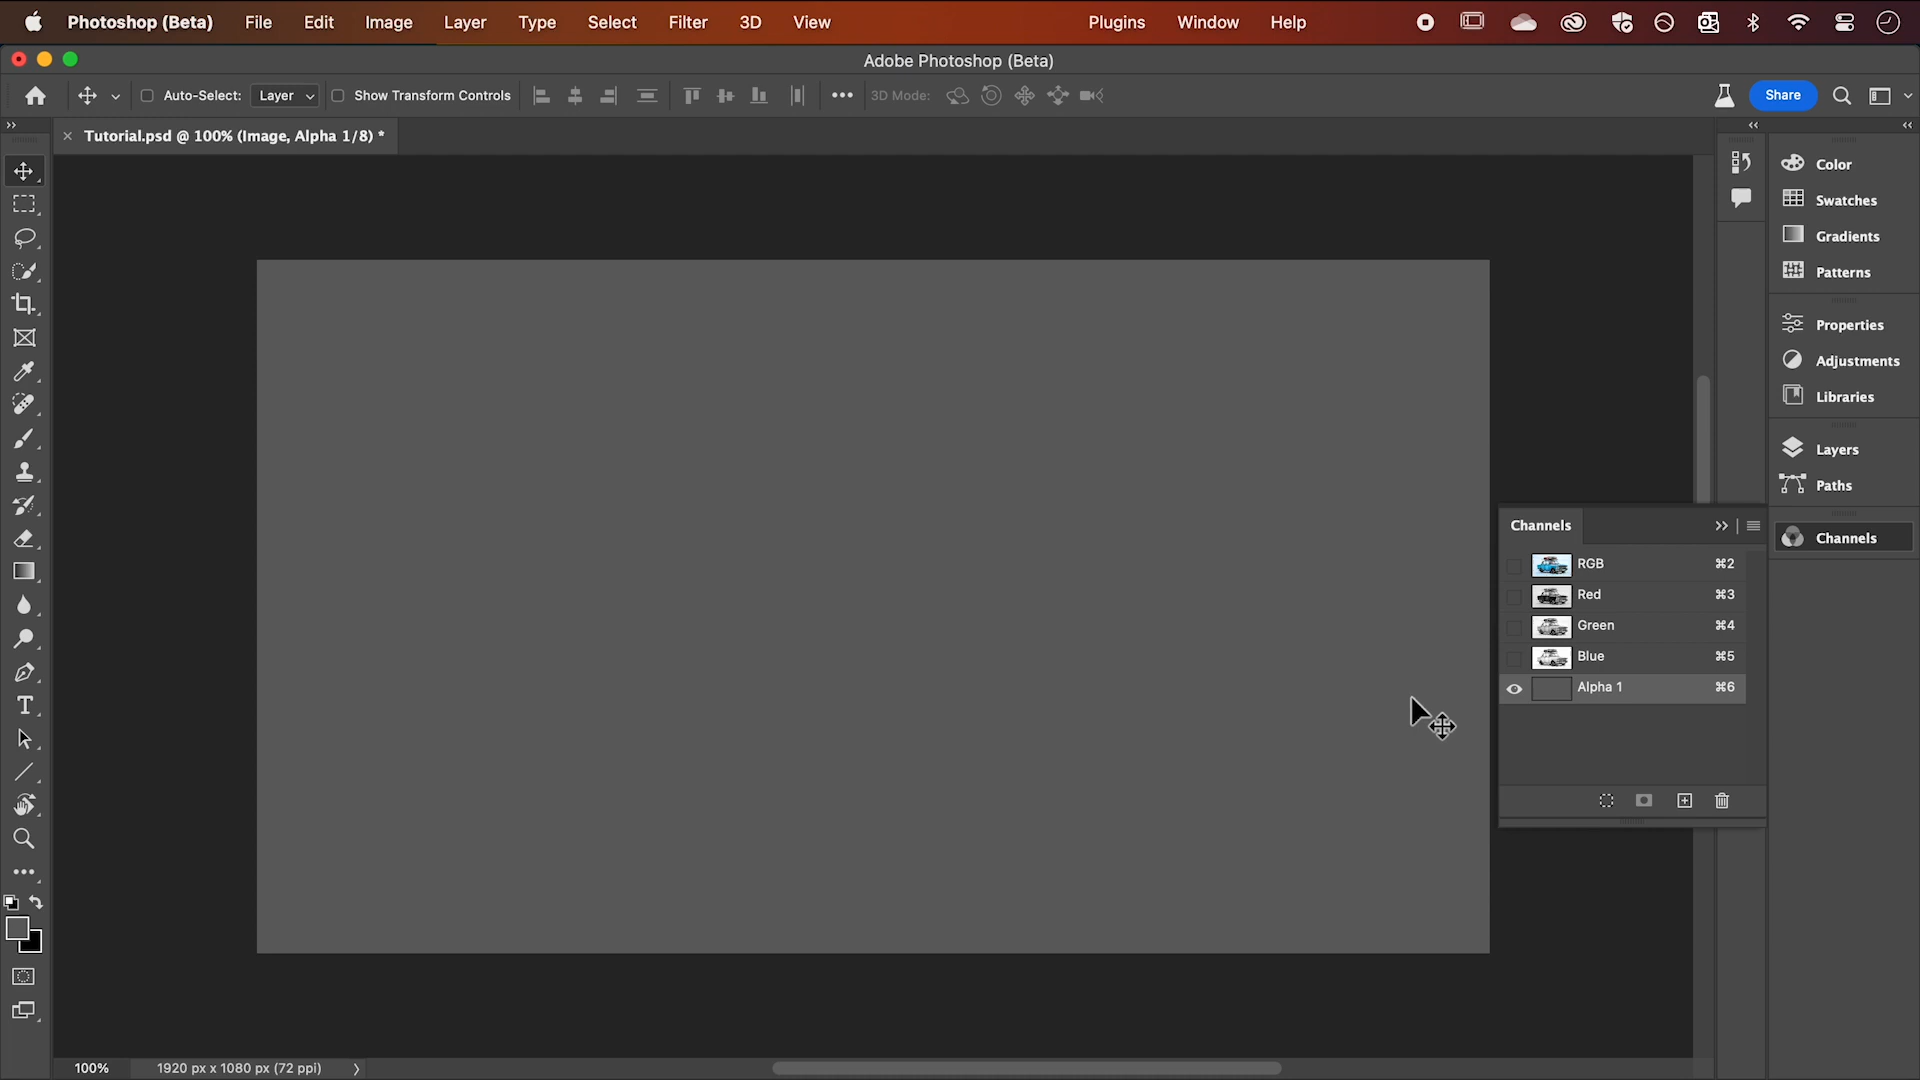 Photoshop (Beta) File Edit Image Layer Type Select Filter 3D View Plugins Window Help
Adobe Photoshop (Beta)
Auto-Select: Layer Show Transform Controls 3D Mode: Share
Tutorial.psd @ 100% (Image, Alpha 1/8) *
Color
Swatches
Gradients
Patterns
Properties
Adjustments
Libraries
Layers
Paths
Channels
Channels
RGB ⌘2
Red ⌘3
Green ⌘4
Blue ⌘5
Alpha 1 ⌘6
100% 1920 px x 1080 px (72 ppi)